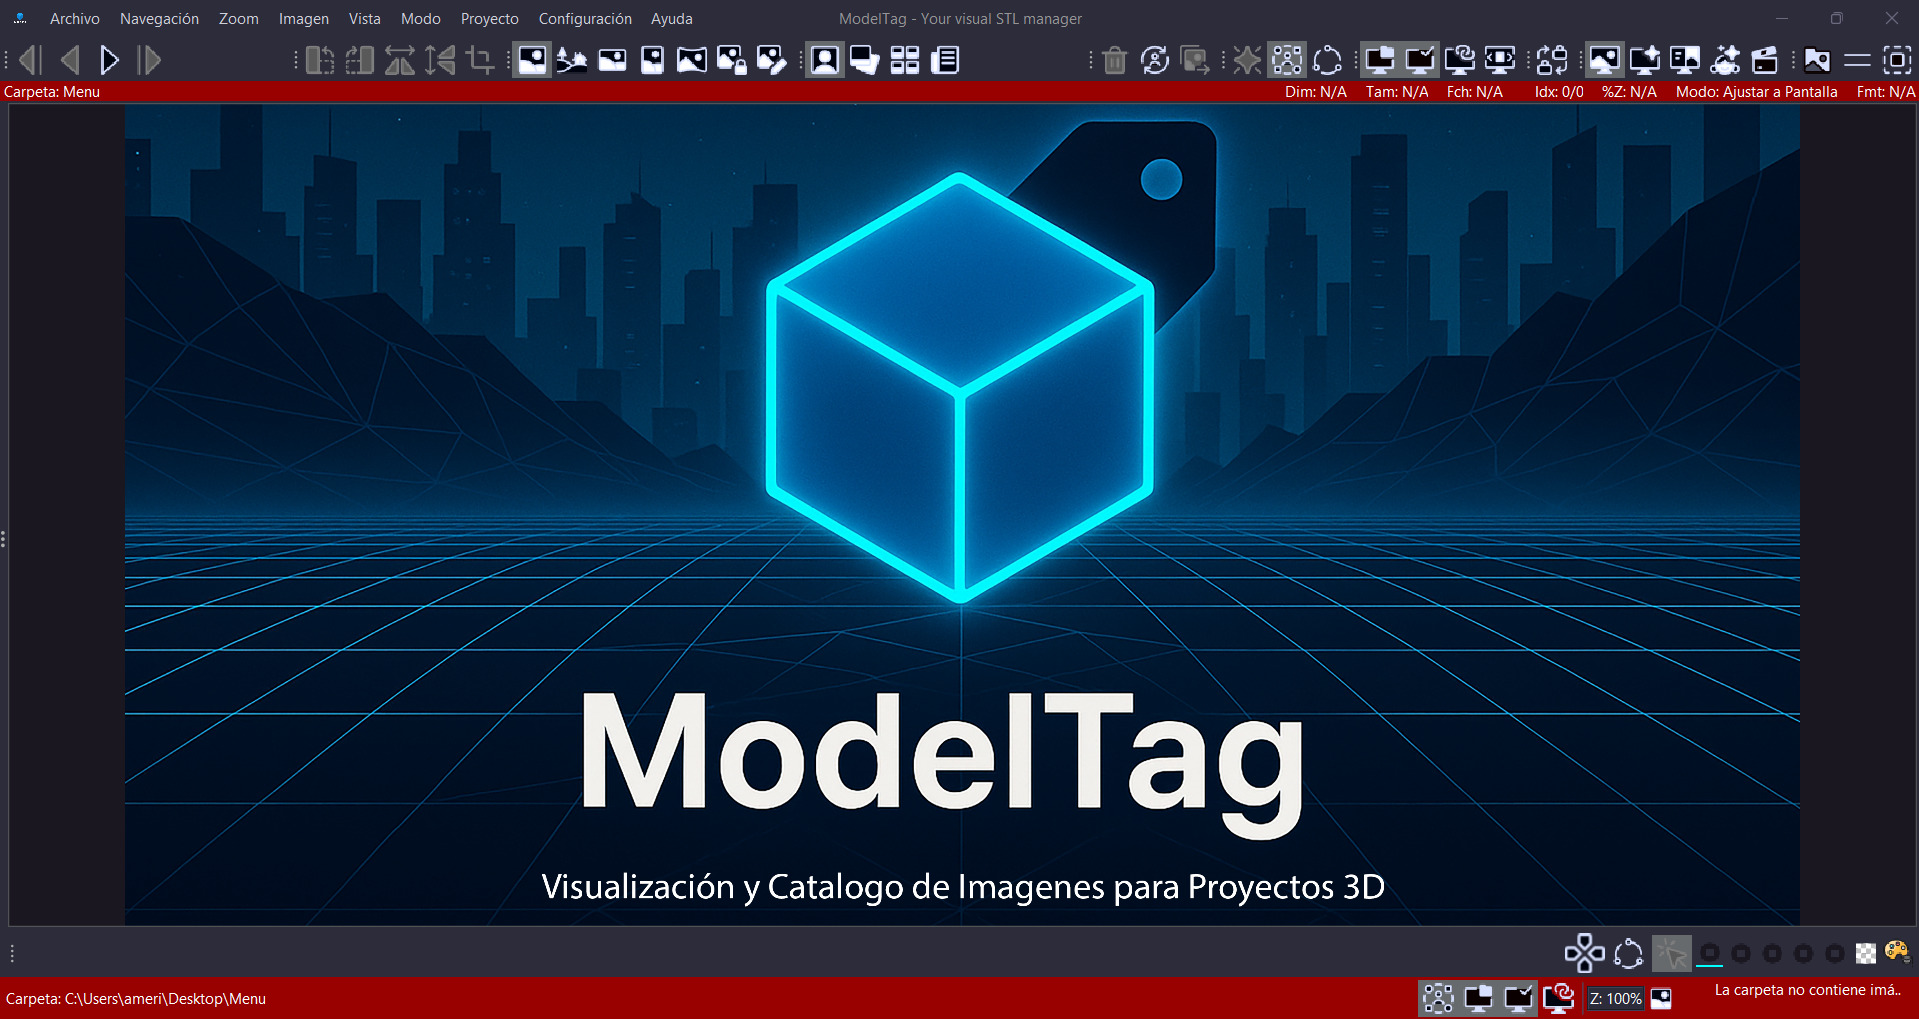 Archivo Navegación Zoom Imagen Vista Modo Proyecto Configuración Ayuda ModelTag - Your visual STL manager
Carpeta: Menu Dim: N/A Tam: N/A Fch: N/A Idx: 0/0 %Z: N/A Modo: Ajustar a Pantalla Fmt: N/A
ModelTag
Visualización y Catalogo de Imagenes para Proyectos 3D
Carpeta: C:\Users\ameri\Desktop\Menu Z: 100% La carpeta no contiene imá..